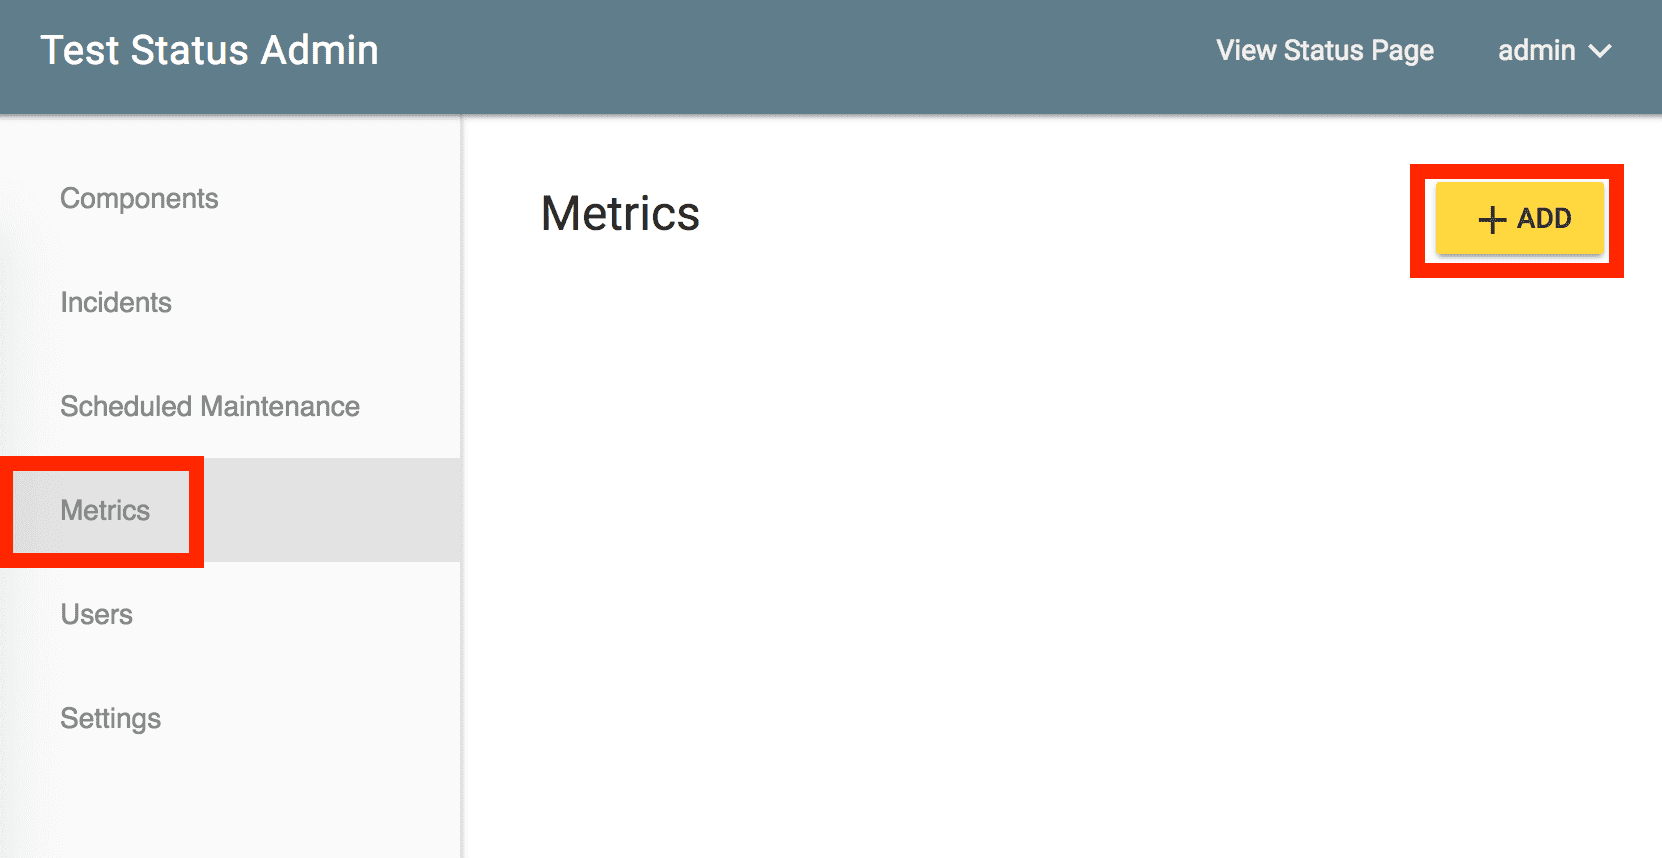 Test Status Admin
View Status Page
admin
Components
Incidents
Scheduled Maintenance
Metrics
Users
Settings
Metrics
+ ADD